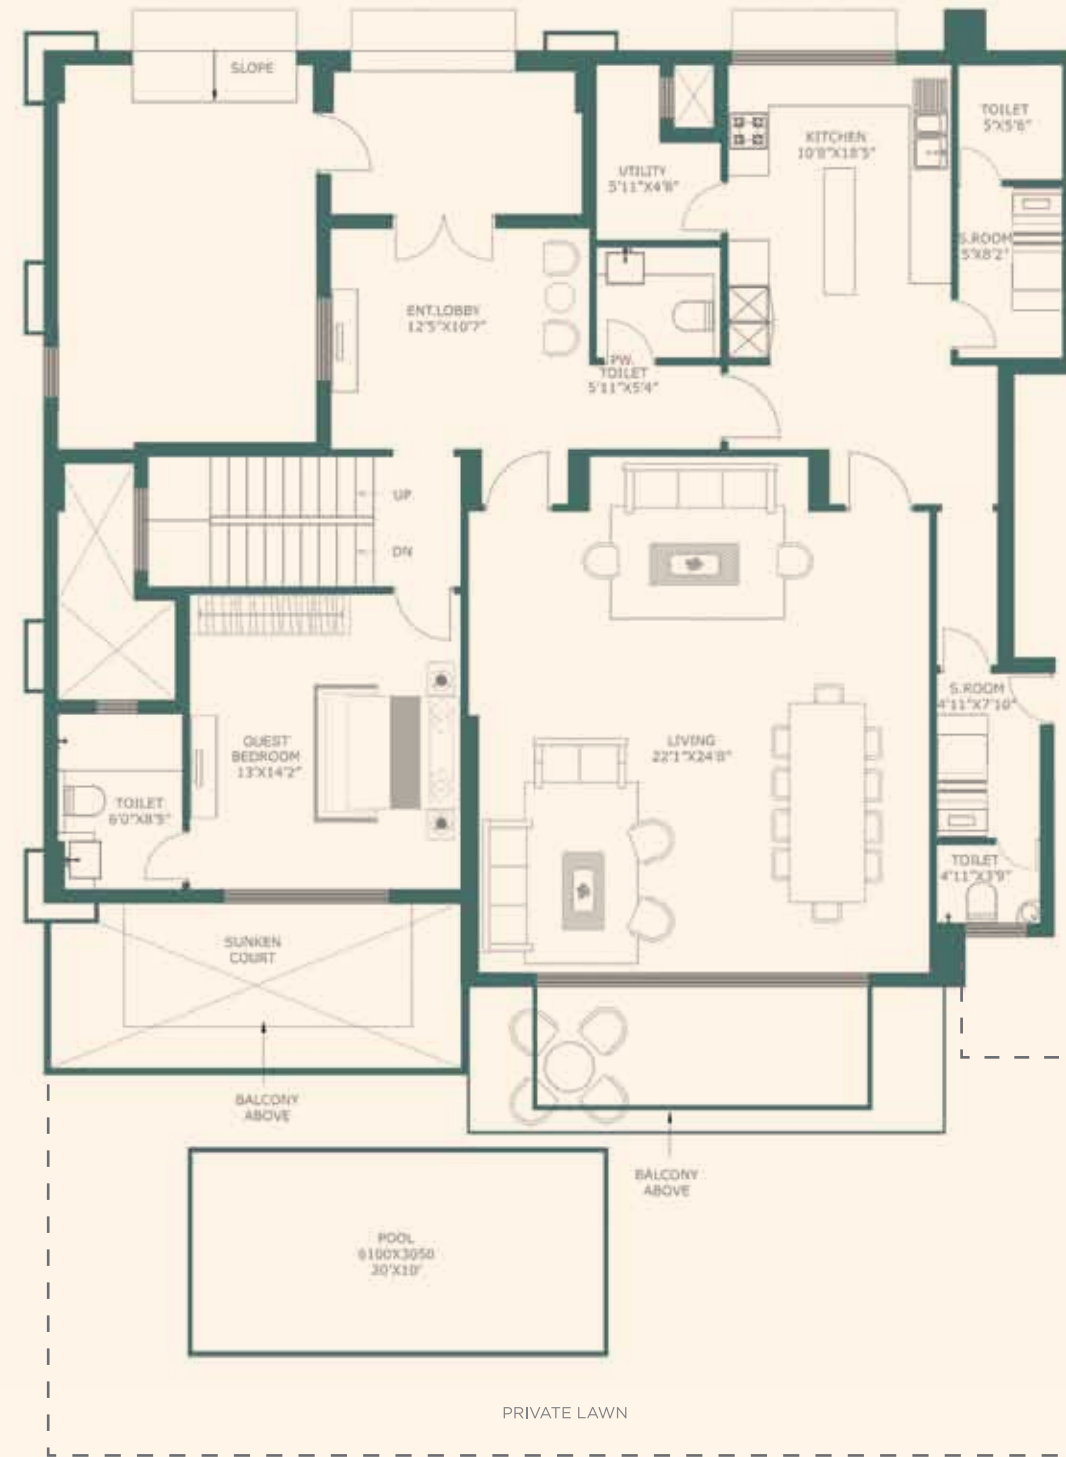 SLOPE
TOILET
5'X5'6"
KITCHEN
10'8"X18'5"
UTILITY
5'11"X4'8"
S.ROOM
5'X8'2"
ENT.LOBBY
12'5"X10'7"
PW.
TOILET
5'11"X5'4"
UP
DN
S.ROOM
4'11"X7'10"
GUEST
BEDROOM
13'X14'2"
LIVING
22'1"X24'8"
TOILET
6'0"X8'5"
TOILET
4'11"X3'9"
SUNKEN
COURT
BALCONY
ABOVE
BALCONY
ABOVE
POOL
6100X3050
20'X10'
PRIVATE LAWN